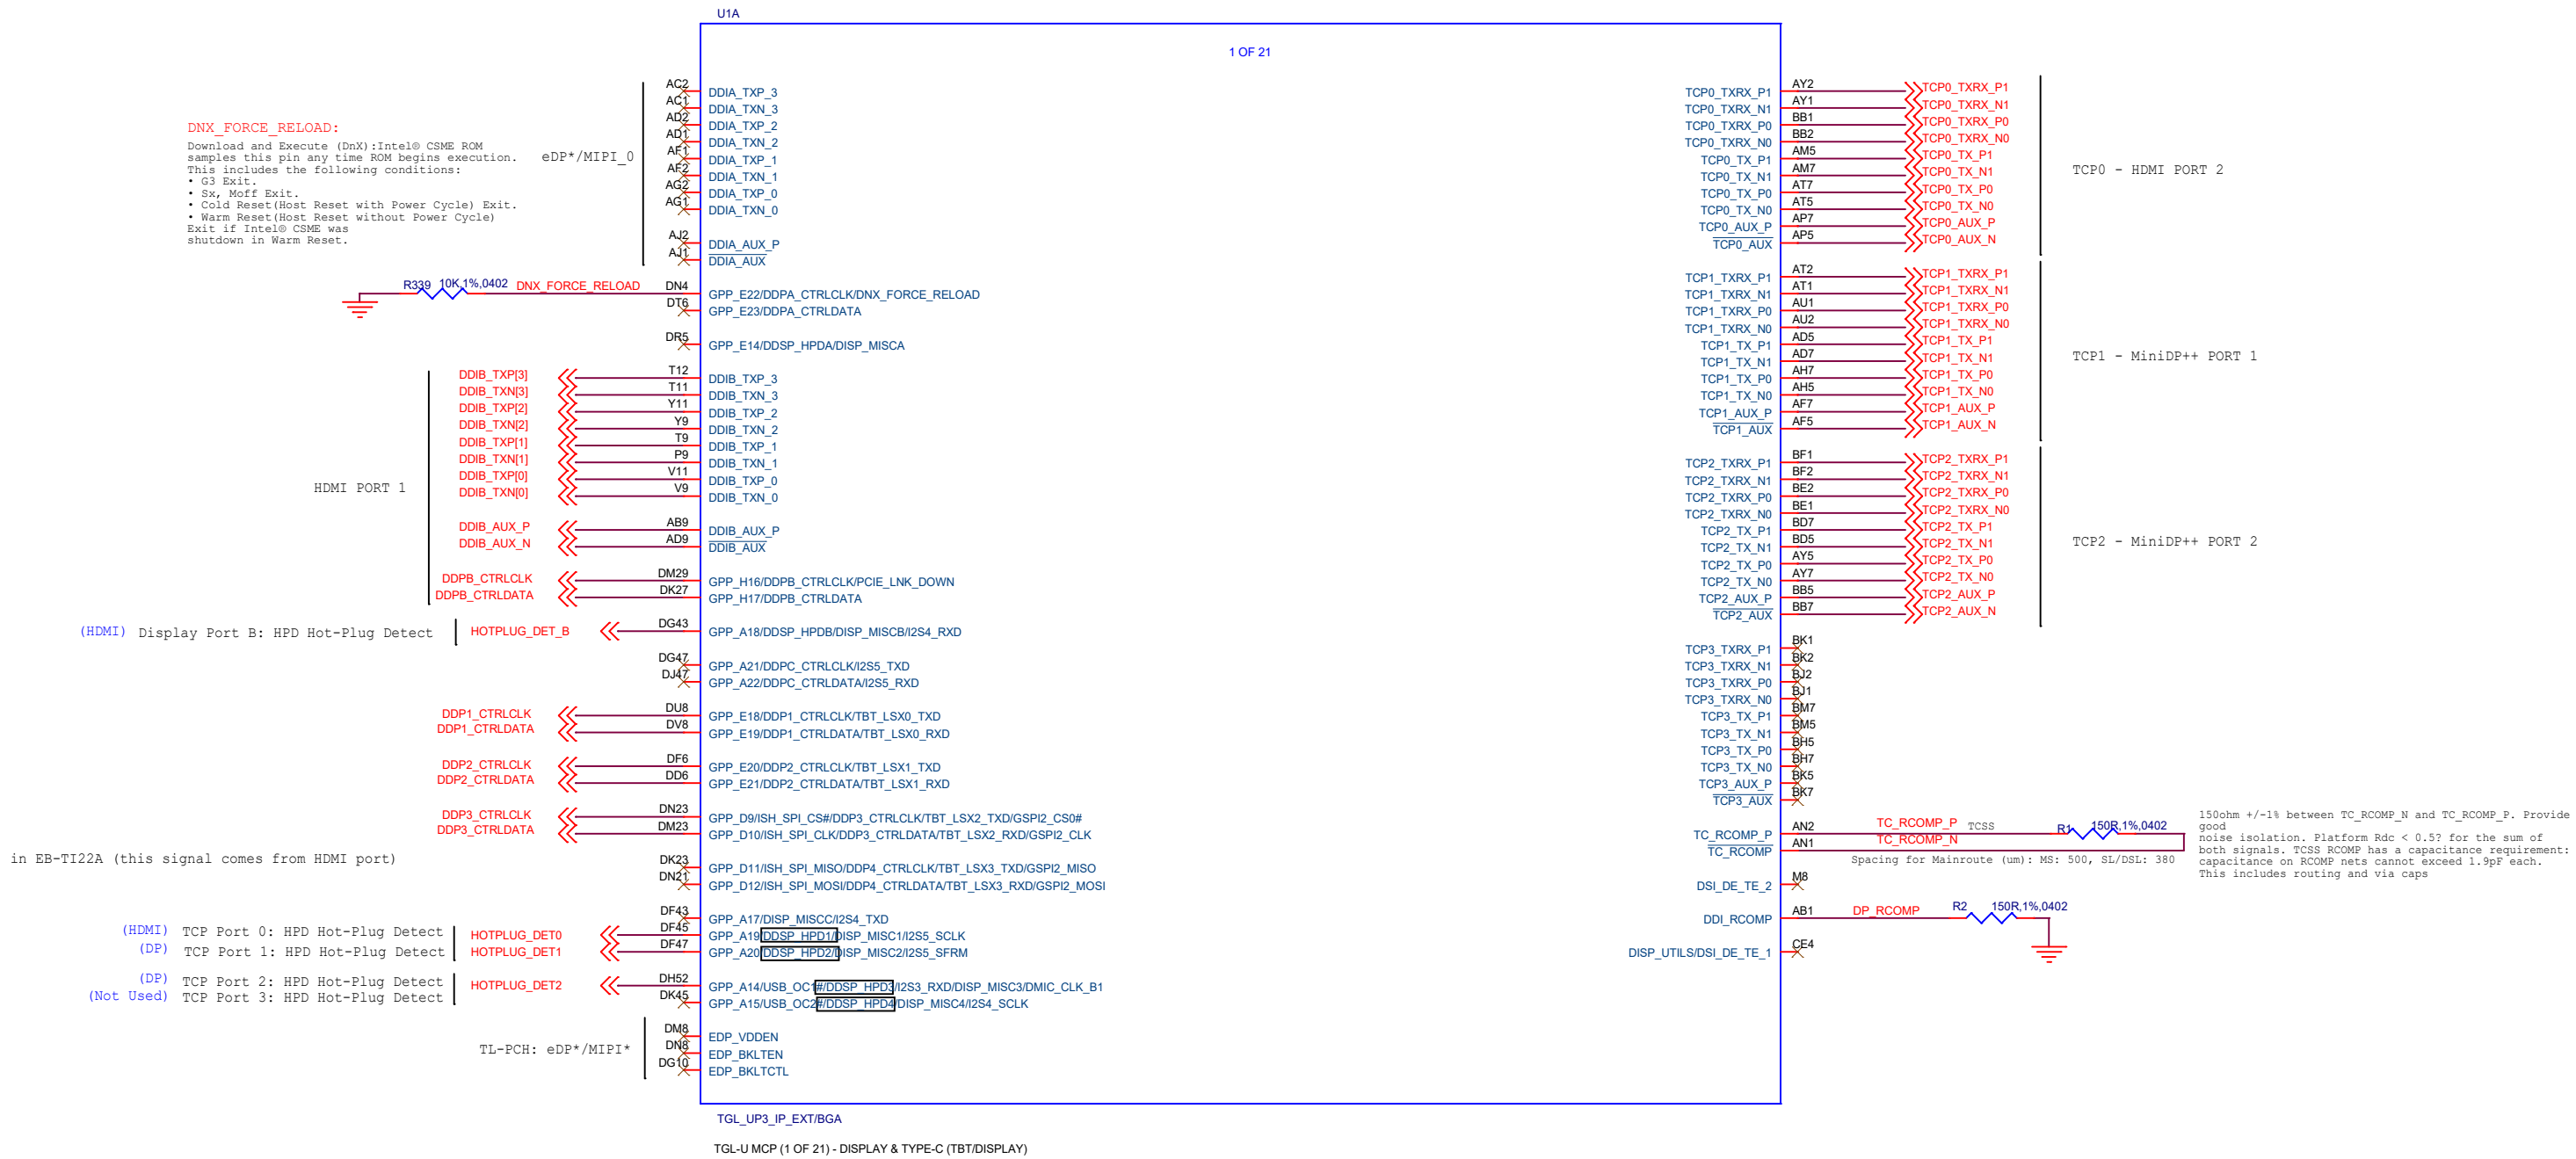 U1A
1 OF 21
DNX_FORCE_RELOAD:
Download and Execute (DnX):Intel® CSME ROM
samples this pin any time ROM begins execution.
This includes the following conditions:
• G3 Exit.
• Sx, Moff Exit.
• Cold Reset(Host Reset with Power Cycle) Exit.
• Warm Reset(Host Reset without Power Cycle)
Exit if Intel® CSME was
shutdown in Warm Reset.
eDP*/MIPI_0
AC2 DDIA_TXP_3
AC1 DDIA_TXN_3
AD2 DDIA_TXP_2
AD1 DDIA_TXN_2
AF1 DDIA_TXP_1
AF2 DDIA_TXN_1
AG2 DDIA_TXP_0
AG1 DDIA_TXN_0
AJ2 DDIA_AUX_P
AJ1 DDIA_AUX
R339 10K,1%,0402 DNX_FORCE_RELOAD DN4 GPP_E22/DDPA_CTRLCLK/DNX_FORCE_RELOAD
DT6 GPP_E23/DDPA_CTRLDATA
DR5 GPP_E14/DDSP_HPDA/DISP_MISCA
HDMI PORT 1
DDIB_TXP[3] T12 DDIB_TXP_3
DDIB_TXN[3] T11 DDIB_TXN_3
DDIB_TXP[2] Y11 DDIB_TXP_2
DDIB_TXN[2] Y9 DDIB_TXN_2
DDIB_TXP[1] T9 DDIB_TXP_1
DDIB_TXN[1] P9 DDIB_TXN_1
DDIB_TXP[0] V11 DDIB_TXP_0
DDIB_TXN[0] V9 DDIB_TXN_0
DDIB_AUX_P AB9 DDIB_AUX_P
DDIB_AUX_N AD9 DDIB_AUX
DDPB_CTRLCLK DM29 GPP_H16/DDPB_CTRLCLK/PCIE_LNK_DOWN
DDPB_CTRLDATA DK27 GPP_H17/DDPB_CTRLDATA
(HDMI) Display Port B: HPD Hot-Plug Detect HOTPLUG_DET_B DG43 GPP_A18/DDSP_HPDB/DISP_MISCB/I2S4_RXD
DG47 GPP_A21/DDPC_CTRLCLK/I2S5_TXD
DJ47 GPP_A22/DDPC_CTRLDATA/I2S5_RXD
DDP1_CTRLCLK DU8 GPP_E18/DDP1_CTRLCLK/TBT_LSX0_TXD
DDP1_CTRLDATA DV8 GPP_E19/DDP1_CTRLDATA/TBT_LSX0_RXD
DDP2_CTRLCLK DF6 GPP_E20/DDP2_CTRLCLK/TBT_LSX1_TXD
DDP2_CTRLDATA DD6 GPP_E21/DDP2_CTRLDATA/TBT_LSX1_RXD
DDP3_CTRLCLK DN23 GPP_D9/ISH_SPI_CS#/DDP3_CTRLCLK/TBT_LSX2_TXD/GSPI2_CS0#
DDP3_CTRLDATA DM23 GPP_D10/ISH_SPI_CLK/DDP3_CTRLDATA/TBT_LSX2_RXD/GSPI2_CLK
in EB-TI22A (this signal comes from HDMI port)
DK23 GPP_D11/ISH_SPI_MISO/DDP4_CTRLCLK/TBT_LSX3_TXD/GSPI2_MISO
DN21 GPP_D12/ISH_SPI_MOSI/DDP4_CTRLDATA/TBT_LSX3_RXD/GSPI2_MOSI
DF43 GPP_A17/DISP_MISCC/I2S4_TXD
(HDMI) TCP Port 0: HPD Hot-Plug Detect HOTPLUG_DET0 DF45 GPP_A19/DDSP_HPD1/DISP_MISC1/I2S5_SCLK
(DP) TCP Port 1: HPD Hot-Plug Detect HOTPLUG_DET1 DF47 GPP_A20/DDSP_HPD2/DISP_MISC2/I2S5_SFRM
(DP) TCP Port 2: HPD Hot-Plug Detect HOTPLUG_DET2 DH52 GPP_A14/USB_OC1#/DDSP_HPD3/I2S3_RXD/DISP_MISC3/DMIC_CLK_B1
(Not Used) TCP Port 3: HPD Hot-Plug Detect DK45 GPP_A15/USB_OC2#/DDSP_HPD4/DISP_MISC4/I2S4_SCLK
TL-PCH: eDP*/MIPI*
DM8 EDP_VDDEN
DN8 EDP_BKLTEN
DG10 EDP_BKLTCTL
TCP0_TXRX_P1 AY2 TCP0_TXRX_P1
TCP0_TXRX_N1 AY1 TCP0_TXRX_N1
TCP0_TXRX_P0 BB1 TCP0_TXRX_P0
TCP0_TXRX_N0 BB2 TCP0_TXRX_N0
TCP0_TX_P1 AM5 TCP0_TX_P1
TCP0_TX_N1 AM7 TCP0_TX_N1
TCP0_TX_P0 AT7 TCP0_TX_P0
TCP0_TX_N0 AT5 TCP0_TX_N0
TCP0_AUX_P AP7 TCP0_AUX_P
TCP0_AUX AP5 TCP0_AUX_N
TCP0 - HDMI PORT 2
TCP1_TXRX_P1 AT2 TCP1_TXRX_P1
TCP1_TXRX_N1 AT1 TCP1_TXRX_N1
TCP1_TXRX_P0 AU1 TCP1_TXRX_P0
TCP1_TXRX_N0 AU2 TCP1_TXRX_N0
TCP1_TX_P1 AD5 TCP1_TX_P1
TCP1_TX_N1 AD7 TCP1_TX_N1
TCP1_TX_P0 AH7 TCP1_TX_P0
TCP1_TX_N0 AH5 TCP1_TX_N0
TCP1_AUX_P AF7 TCP1_AUX_P
TCP1_AUX AF5 TCP1_AUX_N
TCP1 - MiniDP++ PORT 1
TCP2_TXRX_P1 BF1 TCP2_TXRX_P1
TCP2_TXRX_N1 BF2 TCP2_TXRX_N1
TCP2_TXRX_P0 BE2 TCP2_TXRX_P0
TCP2_TXRX_N0 BE1 TCP2_TXRX_N0
TCP2_TX_P1 BD7 TCP2_TX_P1
TCP2_TX_N1 BD5 TCP2_TX_N1
TCP2_TX_P0 AY5 TCP2_TX_P0
TCP2_TX_N0 AY7 TCP2_TX_N0
TCP2_AUX_P BB5 TCP2_AUX_P
TCP2_AUX BB7 TCP2_AUX_N
TCP2 - MiniDP++ PORT 2
TCP3_TXRX_P1 BK1
TCP3_TXRX_N1 BK2
TCP3_TXRX_P0 BJ2
TCP3_TXRX_N0 BJ1
TCP3_TX_P1 BM7
TCP3_TX_N1 BM5
TCP3_TX_P0 BH5
TCP3_TX_N0 BH7
TCP3_AUX_P BK5
TCP3_AUX BK7
TC_RCOMP_P AN2 TC_RCOMP_P TCSS R1 150R,1%,0402
TC_RCOMP AN1 TC_RCOMP_N
Spacing for Mainroute (um): MS: 500, SL/DSL: 380
150ohm +/-1% between TC_RCOMP_N and TC_RCOMP_P. Provide
good
noise isolation. Platform Rdc < 0.5? for the sum of
both signals. TCSS RCOMP has a capacitance requirement:
capacitance on RCOMP nets cannot exceed 1.9pF each.
This includes routing and via caps
DSI_DE_TE_2 M8
DDI_RCOMP AB1 DP_RCOMP R2 150R,1%,0402
DISP_UTILS/DSI_DE_TE_1 CE4
TGL_UP3_IP_EXT/BGA
TGL-U MCP (1 OF 21) - DISPLAY & TYPE-C (TBT/DISPLAY)